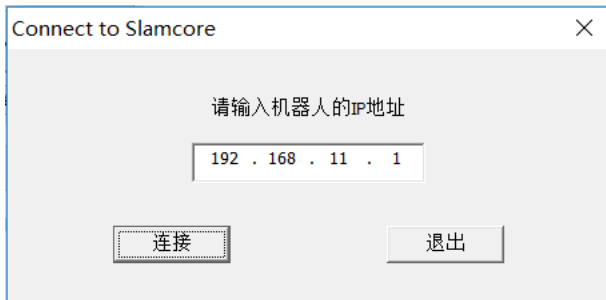 Connect to Slamcore
请输入机器人的IP地址
192 . 168 . 11 . 1
连接 退出